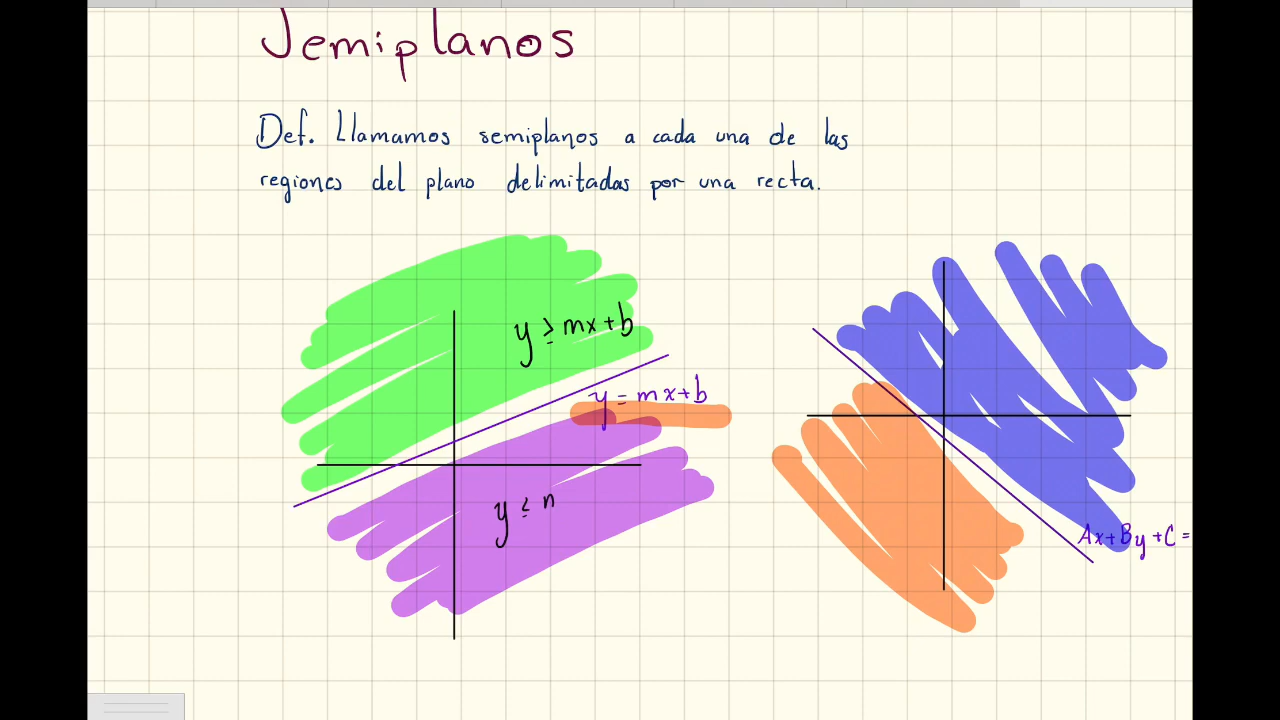 Semiplanos
Def. Llamamos semiplanos a cada una de las
regiones del plano delimitadas por una recta.
y ≥ mx+b
y = mx+b
y ≤ n
Ax+By+C =